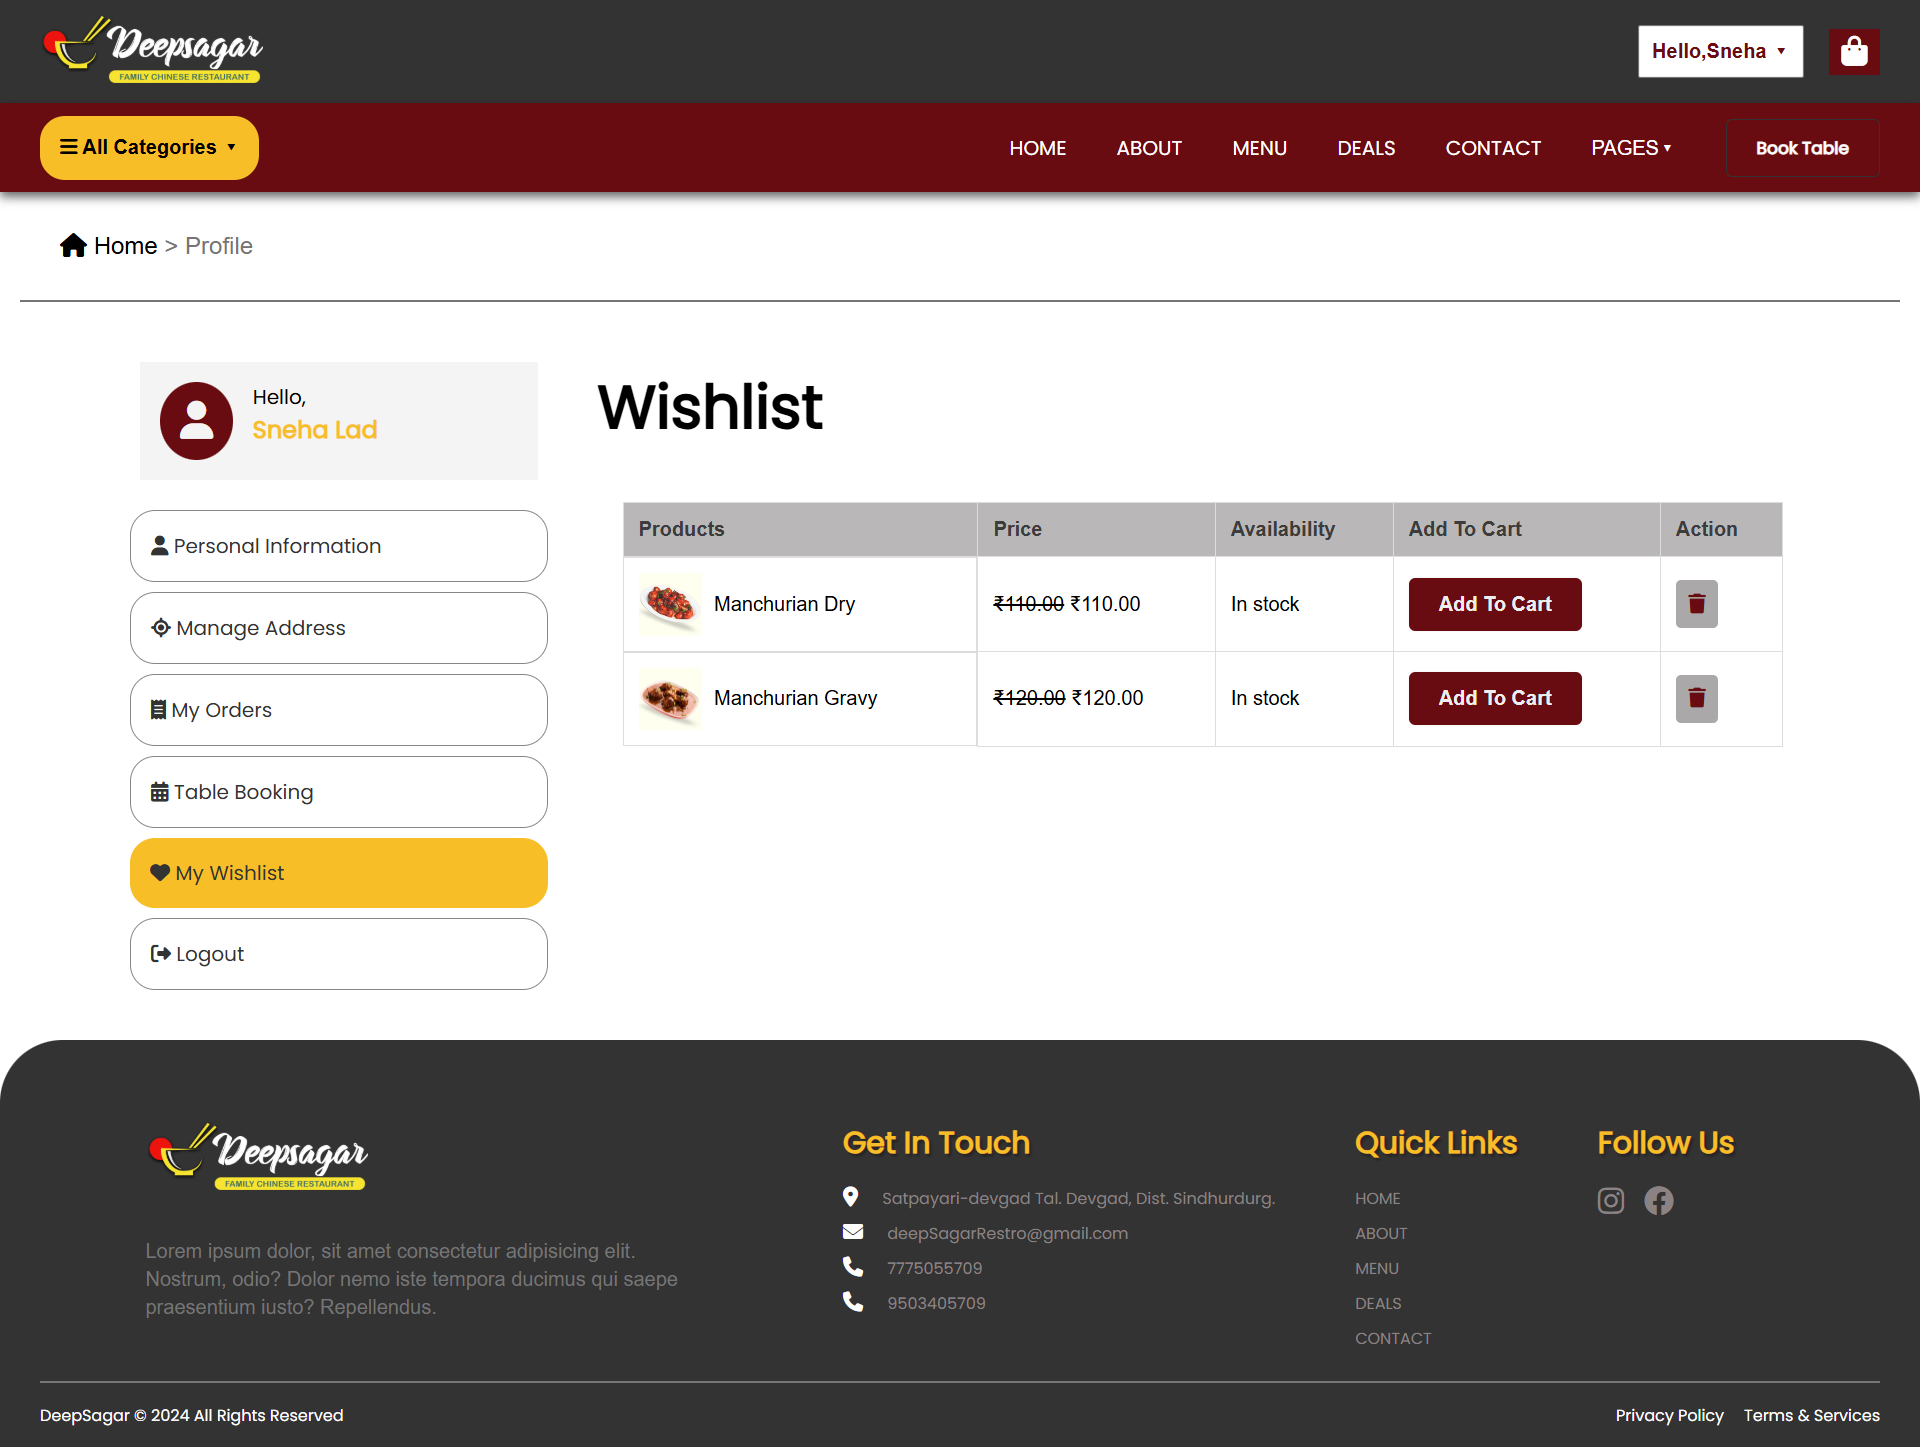 Deepsagar
FAMILY CHINESE RESTAURANT
Hello,Sneha
All Categories
HOME ABOUT MENU DEALS CONTACT PAGES Book Table
Home > Profile
Hello,
Sneha Lad
Personal Information
Manage Address
My Orders
Table Booking
My Wishlist
Logout
Wishlist
Products Price Availability Add To Cart Action
Manchurian Dry ₹110.00 ₹110.00 In stock Add To Cart
Manchurian Gravy ₹120.00 ₹120.00 In stock Add To Cart
Deepsagar
FAMILY CHINESE RESTAURANT
Lorem ipsum dolor, sit amet consectetur adipisicing elit.
Nostrum, odio? Dolor nemo iste tempora ducimus qui saepe
praesentium iusto? Repellendus.
Get In Touch
Satpayari-devgad Tal. Devgad, Dist. Sindhurdurg.
deepSagarRestro@gmail.com
7775055709
9503405709
Quick Links
HOME
ABOUT
MENU
DEALS
CONTACT
Follow Us
DeepSagar © 2024 All Rights Reserved
Privacy Policy Terms & Services